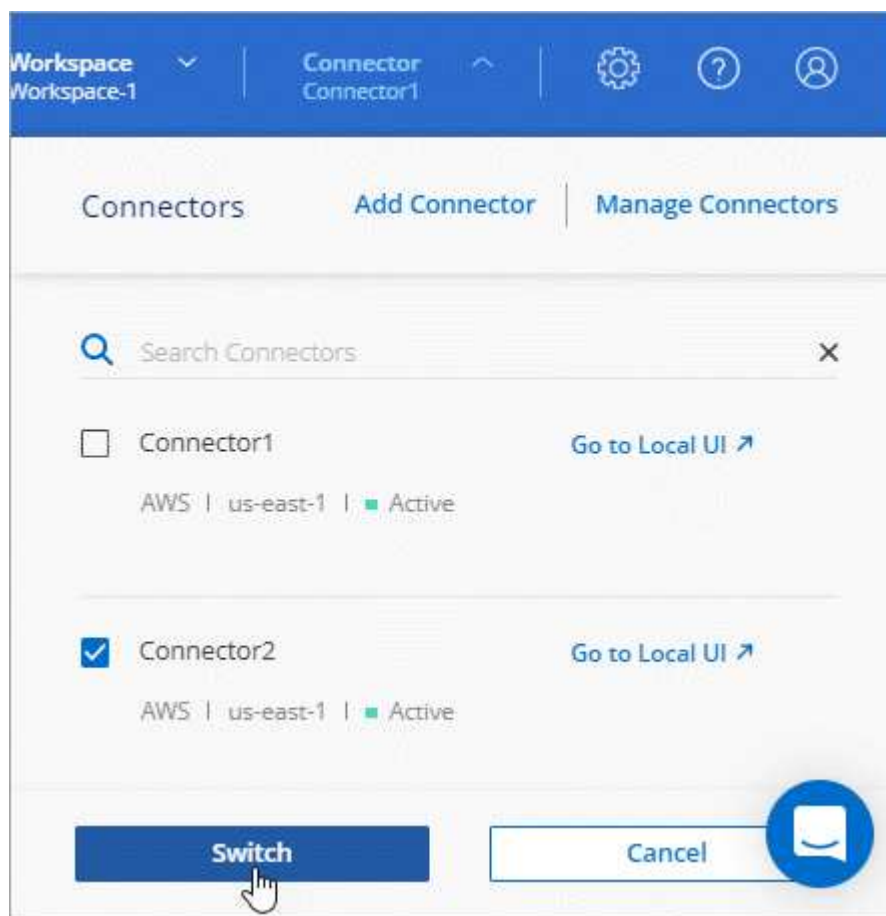 Workspace
Workspace-1
Connector
Connector1
Connectors
Add Connector
Manage Connectors
Search Connectors
Connector1
Go to Local UI
AWS | us-east-1 | Active
Connector2
Go to Local UI
AWS | us-east-1 | Active
Switch
Cancel